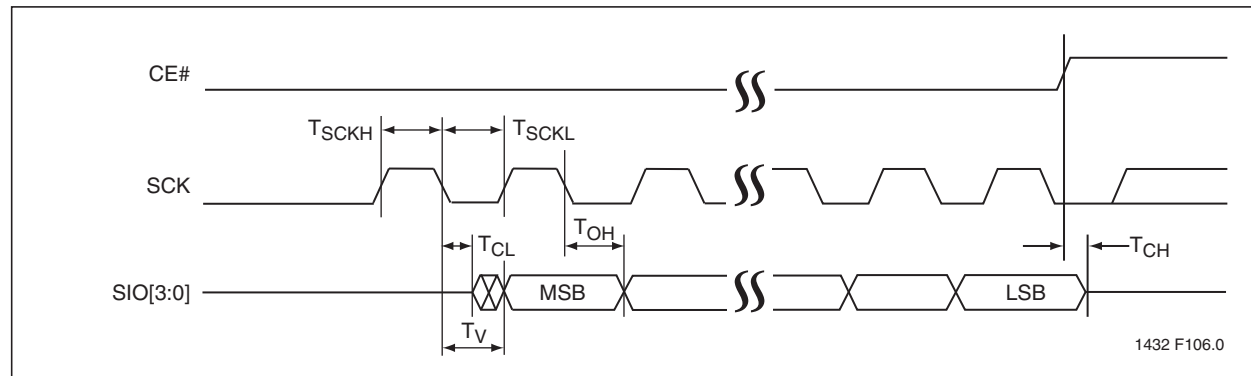 CE#
TSCKH
TSCKL
SCK
TOH
TCL
TCH
SIO[3:0]
MSB
LSB
TV
1432 F106.0